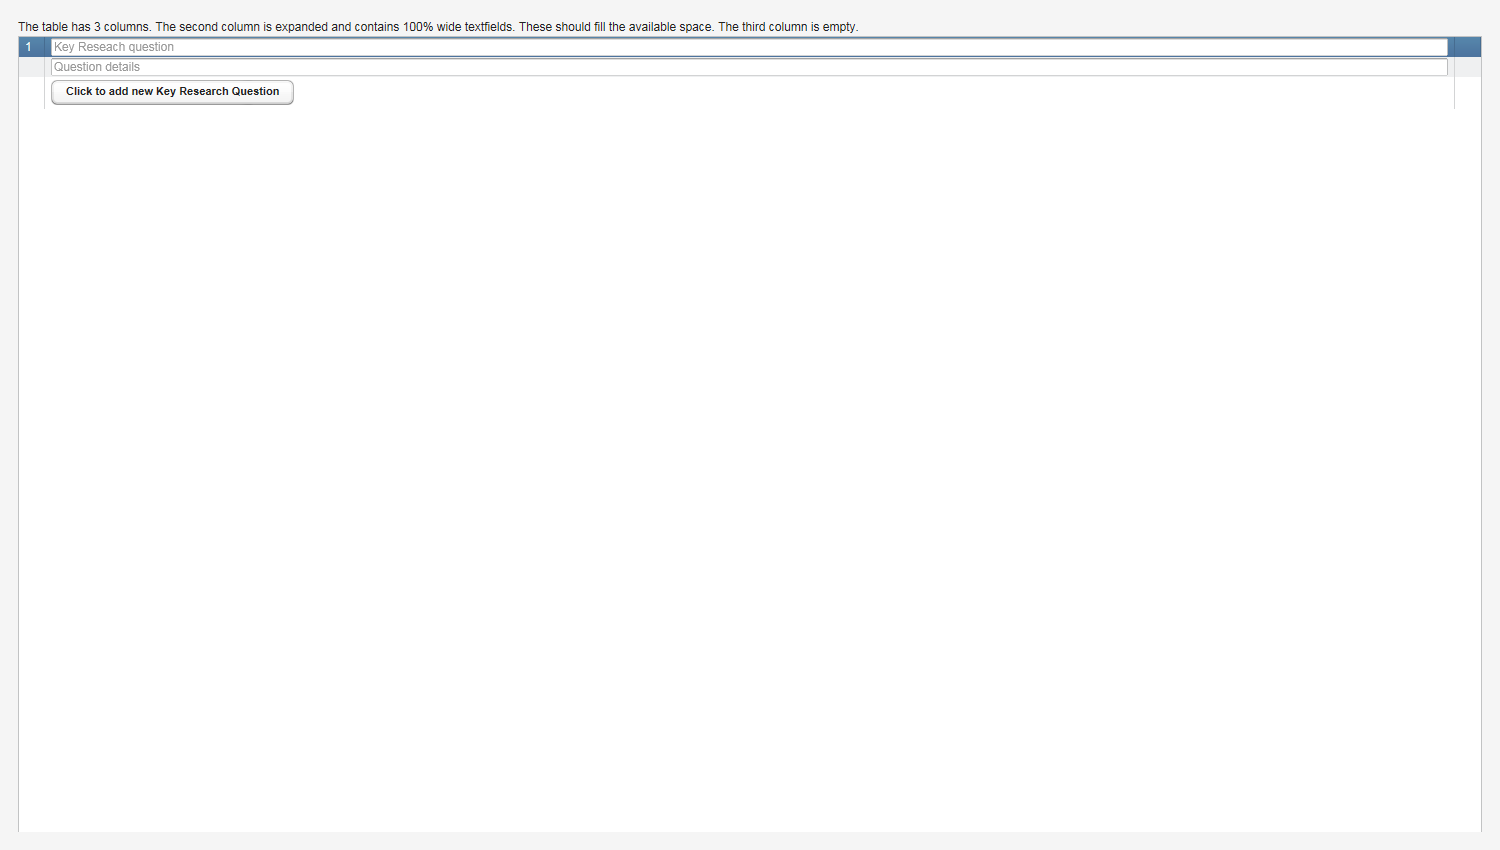 The table has 3 columns. The second column is expanded and contains 100% wide textfields. These should fill the available space. The third column is empty.
1 Key Reseach question
Question details
Click to add new Key Research Question